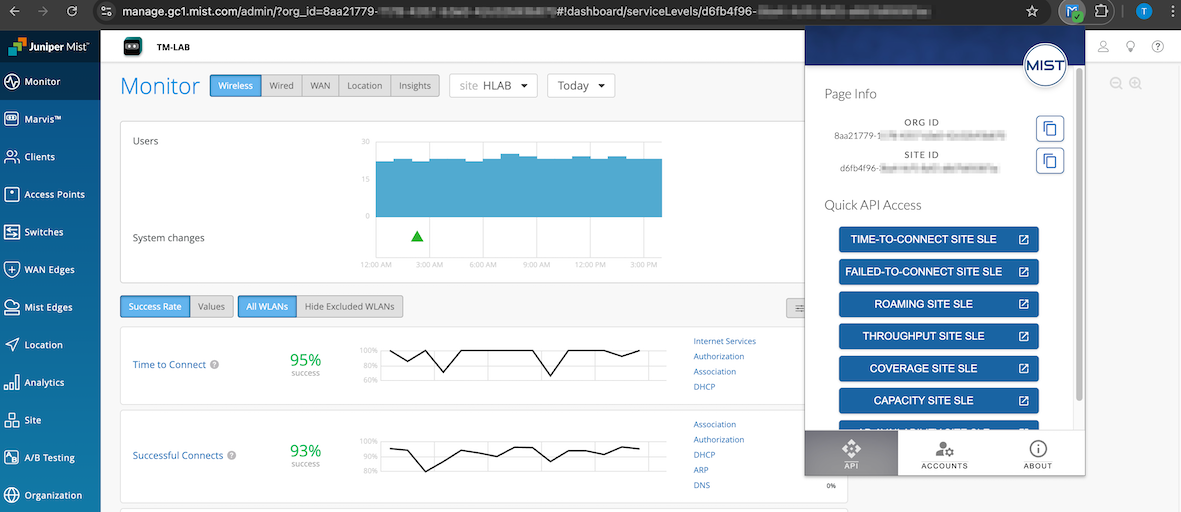 manage.gc1.mist.com/admin/?org_id=8aa21779-
#!dashboard/serviceLevels/d6fb4f96-
T
Juniper Mist™
TM-LAB
Monitor
Marvis™
Clients
Access Points
Switches
WAN Edges
Mist Edges
Location
Analytics
Site
A/B Testing
Organization
Monitor
Wireless
Wired
WAN
Location
Insights
site HLAB
Today
Users
30
15
0
System changes
12:00 AM
3:00 AM
6:00 AM
9:00 AM
12:00 PM
3:00 PM
Success Rate
Values
All WLANs
Hide Excluded WLANs
Time to Connect ?
95%
success
100%
80%
60%
Internet Services
Authorization
Association
DHCP
Successful Connects ?
93%
success
100%
90%
80%
Association
Authorization
DHCP
ARP
DNS
0%
MIST
Page Info
ORG ID
8aa21779-1
SITE ID
d6fb4f96-
Quick API Access
TIME-TO-CONNECT SITE SLE
FAILED-TO-CONNECT SITE SLE
ROAMING SITE SLE
THROUGHPUT SITE SLE
COVERAGE SITE SLE
CAPACITY SITE SLE
API
ACCOUNTS
ABOUT